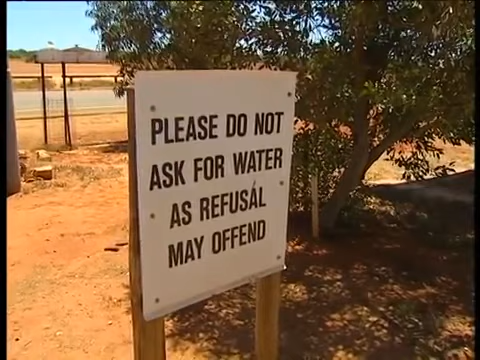 PLEASE DO NOT
ASK FOR WATER
AS REFUSAL
MAY OFFEND